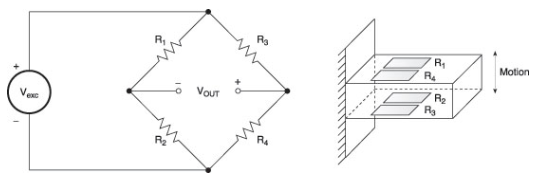 R1
R3
+
Vexc
−
− VOUT +
R2
R4
R1
R4
Motion
R2
R3